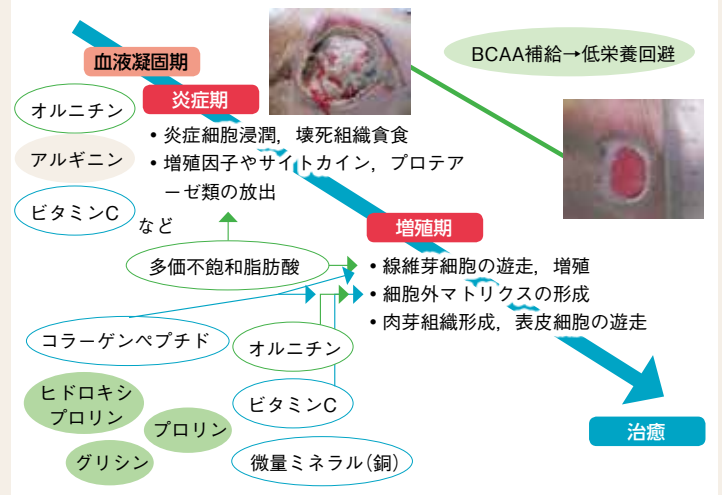 血液凝固期
BCAA補給→低栄養回避
炎症期
オルニチン
アルギニン
ビタミンC
など
• 炎症細胞浸潤，壊死組織貪食
• 増殖因子やサイトカイン，プロテア
ーゼ類の放出
増殖期
多価不飽和脂肪酸
• 線維芽細胞の遊走，増殖
• 細胞外マトリクスの形成
• 肉芽組織形成，表皮細胞の遊走
コラーゲンペプチド
オルニチン
ヒドロキシ
プロリン
プロリン
グリシン
ビタミンC
微量ミネラル（銅）
治癒